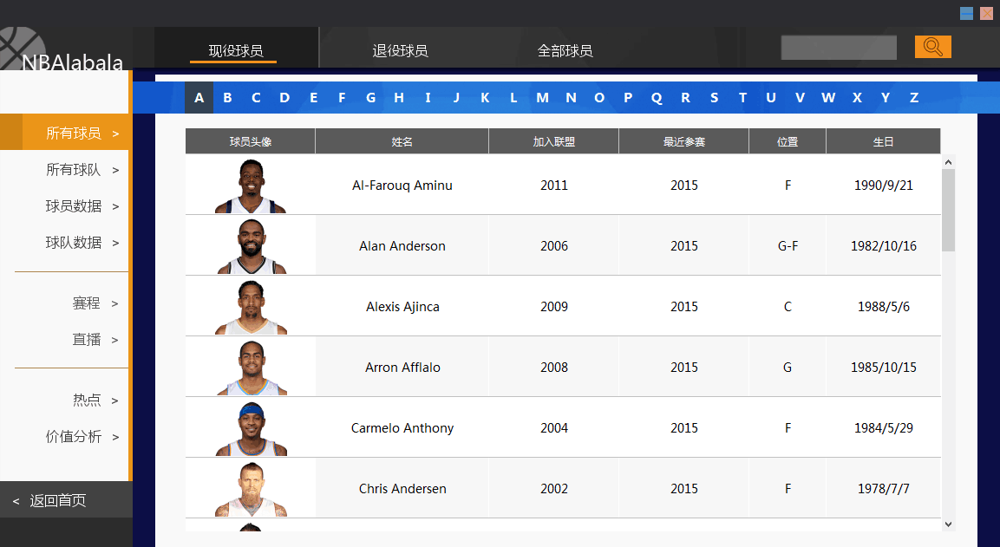 NBAlabala
现役球员 退役球员 全部球员
A B C D E F G H I J K L M N O P Q R S T U V W X Y Z
所有球员 >
所有球队 >
球员数据 >
球队数据 >
赛程 >
直播 >
热点 >
价值分析 >
< 返回首页
球员头像 姓名 加入联盟 最近参赛 位置 生日
Al-Farouq Aminu 2011 2015 F 1990/9/21
Alan Anderson 2006 2015 G-F 1982/10/16
Alexis Ajinca 2009 2015 C 1988/5/6
Arron Afflalo 2008 2015 G 1985/10/15
Carmelo Anthony 2004 2015 F 1984/5/29
Chris Andersen 2002 2015 F 1978/7/7